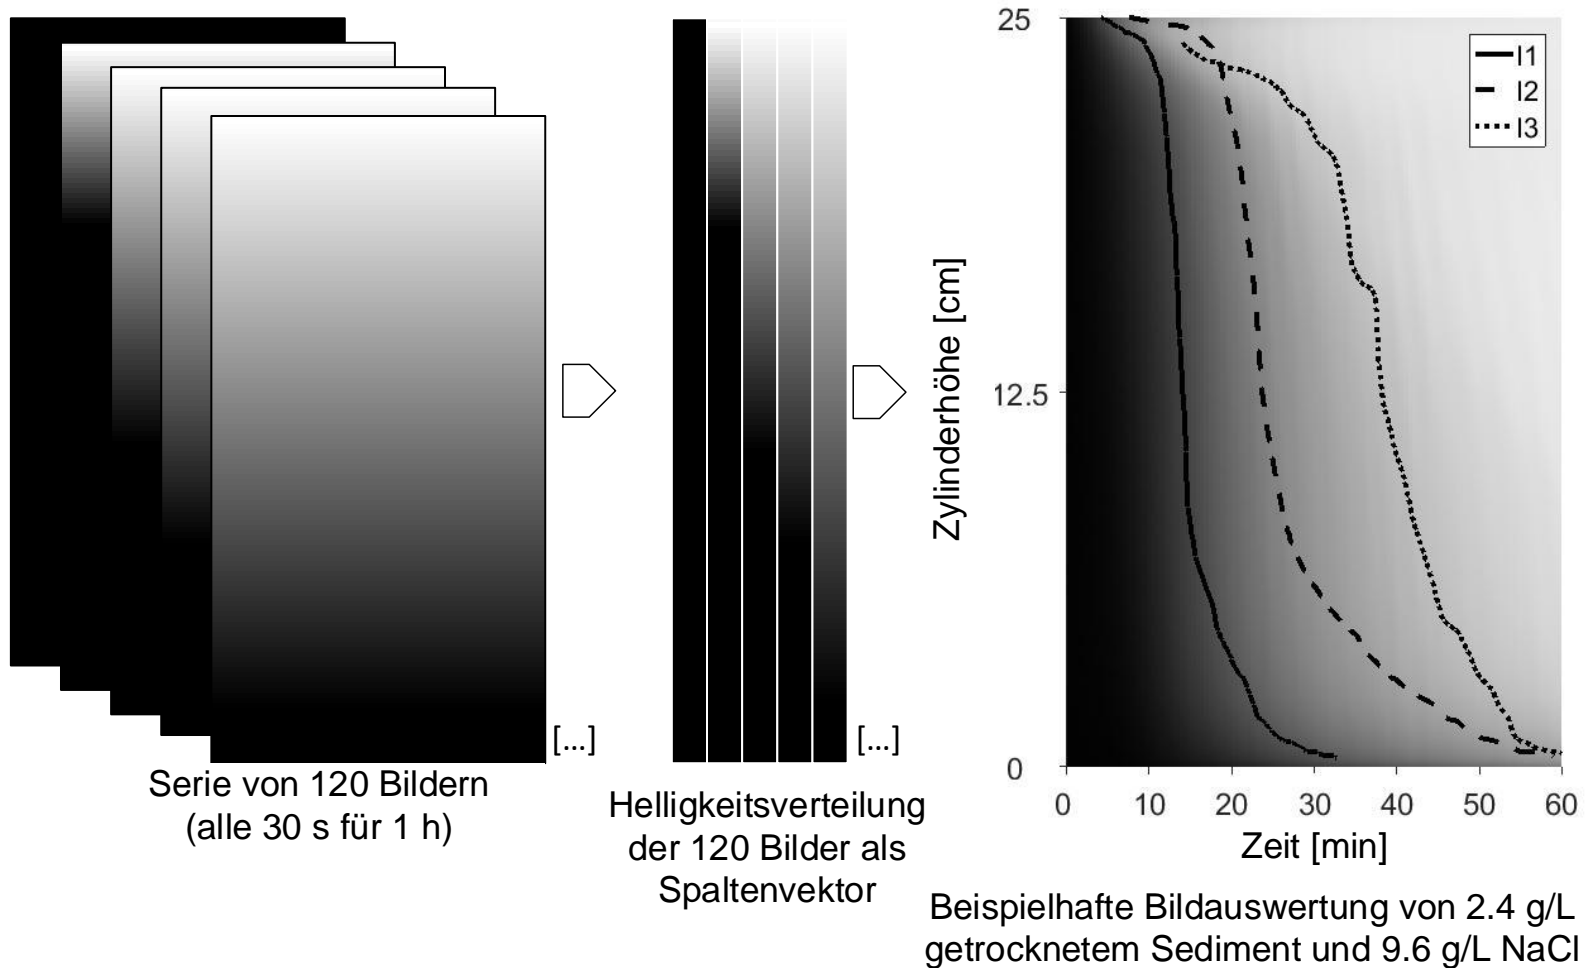 [...]
Serie von 120 Bildern
(alle 30 s für 1 h)
[...]
Helligkeitsverteilung
der 120 Bilder als
Spaltenvektor
Zylinderhöhe [cm]
25
12.5
0
I1
I2
I3
0 10 20 30 40 50 60
Zeit [min]
Beispielhafte Bildauswertung von 2.4 g/L
getrocknetem Sediment und 9.6 g/L NaCl